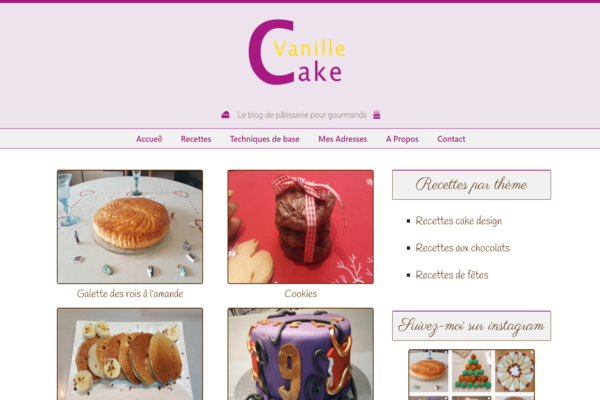 Vanille
Cake
Le blog de pâtisserie pour gourmands
Accueil Recettes Techniques de base Mes Adresses A Propos Contact
Recettes par thème
Galette des rois à l'amande
Cookies
Recettes cake design
Recettes aux chocolats
Recettes de fêtes
Suivez-moi sur instagram